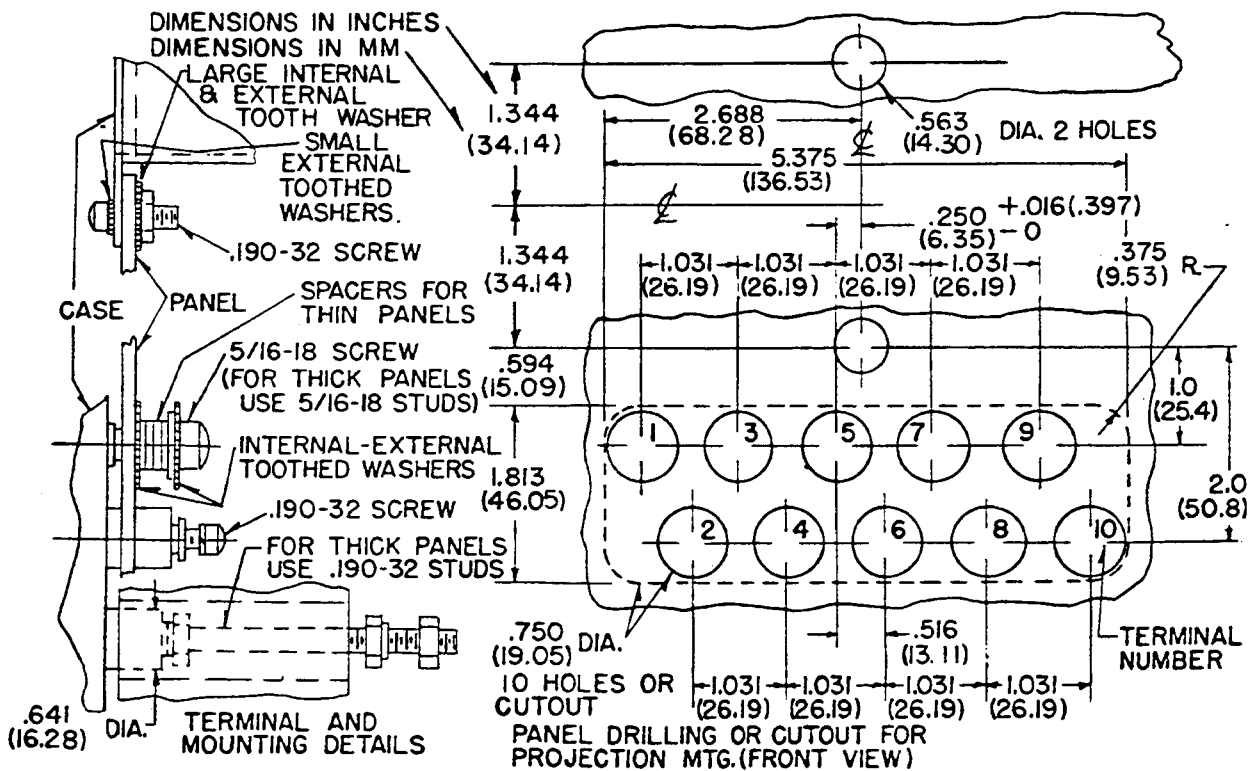 DIMENSIONS IN INCHES
DIMENSIONS IN MM
LARGE INTERNAL
& EXTERNAL
TOOTH WASHER
SMALL
EXTERNAL
TOOTHED
WASHERS.
.190-32 SCREW
CASE
PANEL
SPACERS FOR
THIN PANELS
5/16-18 SCREW
(FOR THICK PANELS
USE 5/16-18 STUDS)
INTERNAL-EXTERNAL
TOOTHED WASHERS
.190-32 SCREW
FOR THICK PANELS
USE .190-32 STUDS
.641
(16.28)
DIA.
TERMINAL AND
MOUNTING DETAILS
1.344
(34.14)
1.344
(34.14)
.594
(15.09)
1.813
(46.05)
2.688
(68.28)
℄
.563
(14.30)
DIA. 2 HOLES
5.375
(136.53)
℄
.250 +.016(.397)
(6.35) -0
1.031 1.031 1.031 1.031
(26.19) (26.19) (26.19) (26.19)
.375
(9.53)
R.
1.0
(25.4)
2.0
(50.8)
1 3 5 7 9
2 4 6 8 10
.750
(19.05)
DIA.
10 HOLES OR
CUTOUT
.516
(13.11)
TERMINAL
NUMBER
1.031 1.031 1.031 1.031
(26.19) (26.19) (26.19) (26.19)
PANEL DRILLING OR CUTOUT FOR
PROJECTION MTG.(FRONT VIEW)